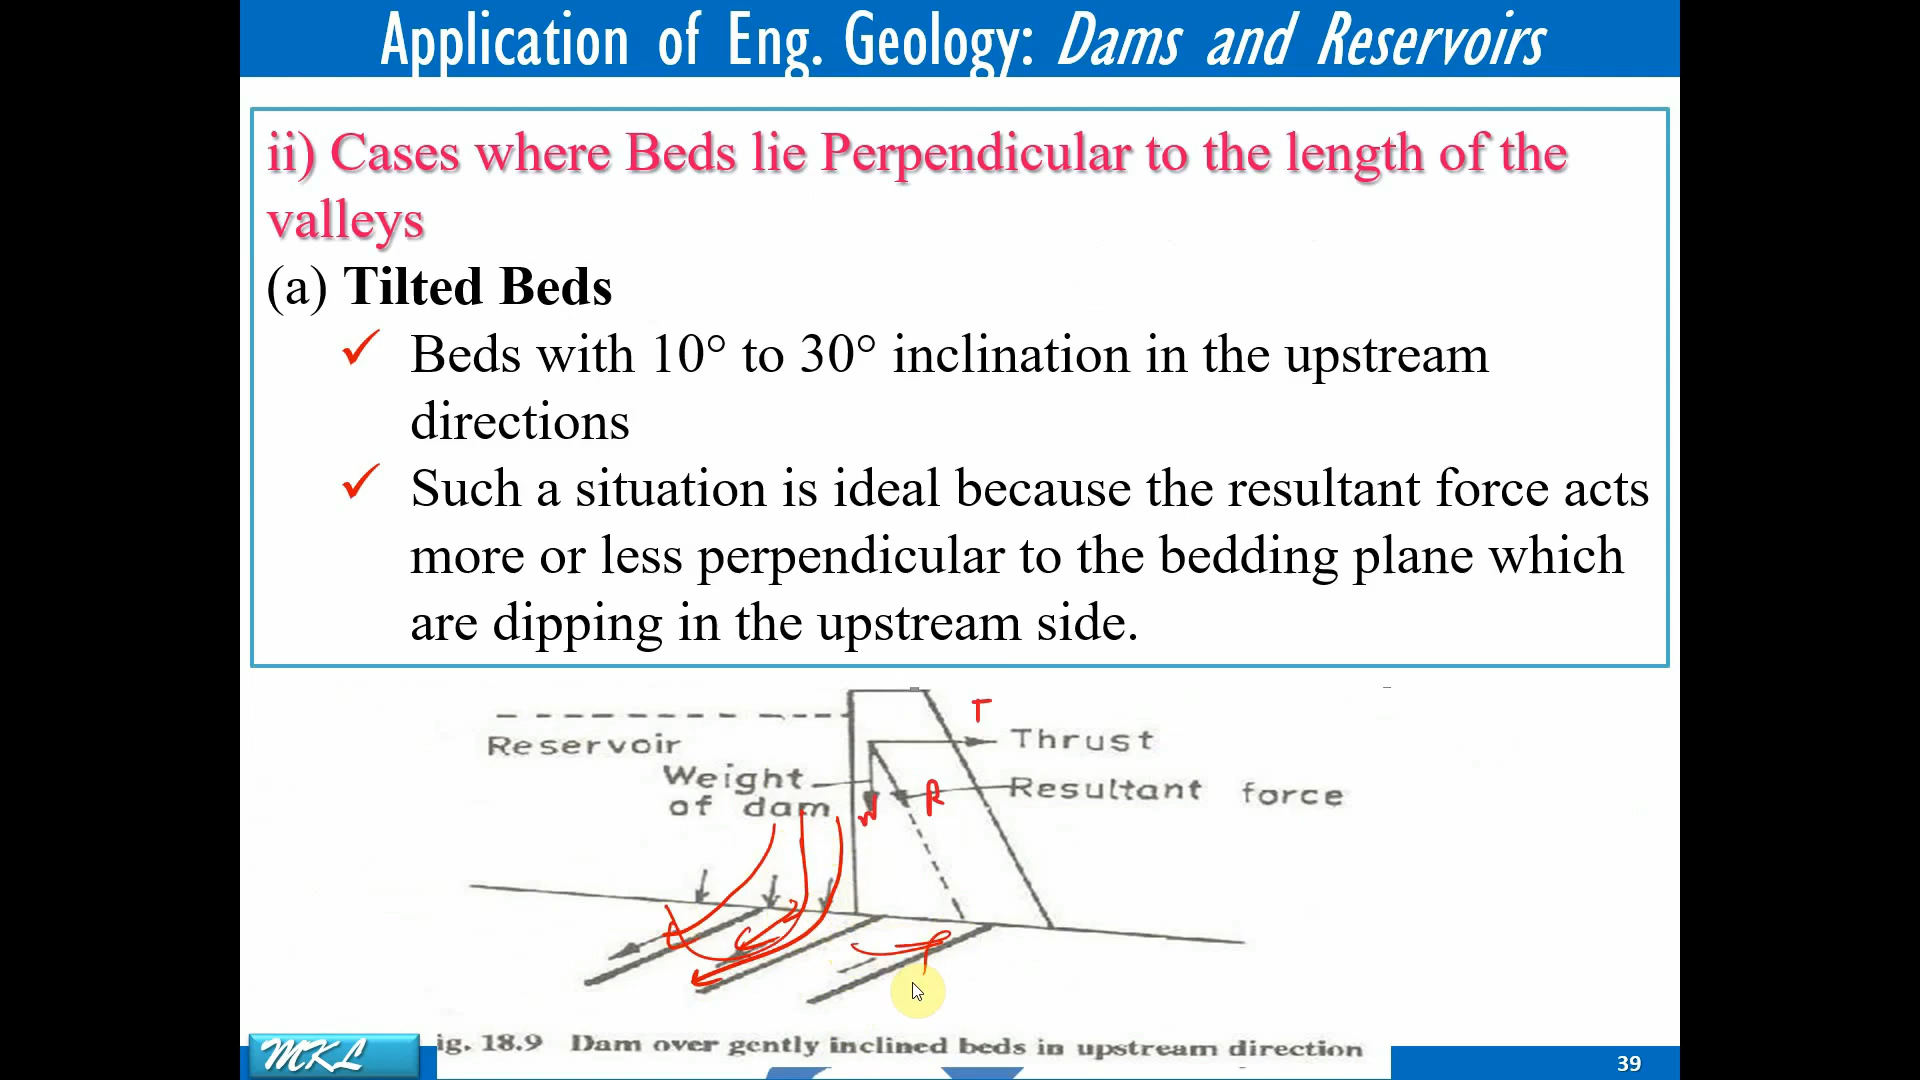 Application of Eng. Geology: Dams and Reservoirs
ii) Cases where Beds lie Perpendicular to the length of the
valleys
(a) Tilted Beds
✓ Beds with 10° to 30° inclination in the upstream
directions
✓ Such a situation is ideal because the resultant force acts
more or less perpendicular to the bedding plane which
are dipping in the upstream side.
T
Reservoir
Thrust
Weight
of dam
W
R
Resultant force
ig. 18.9 Dam over gently inclined beds in upstream direction
MKL
39